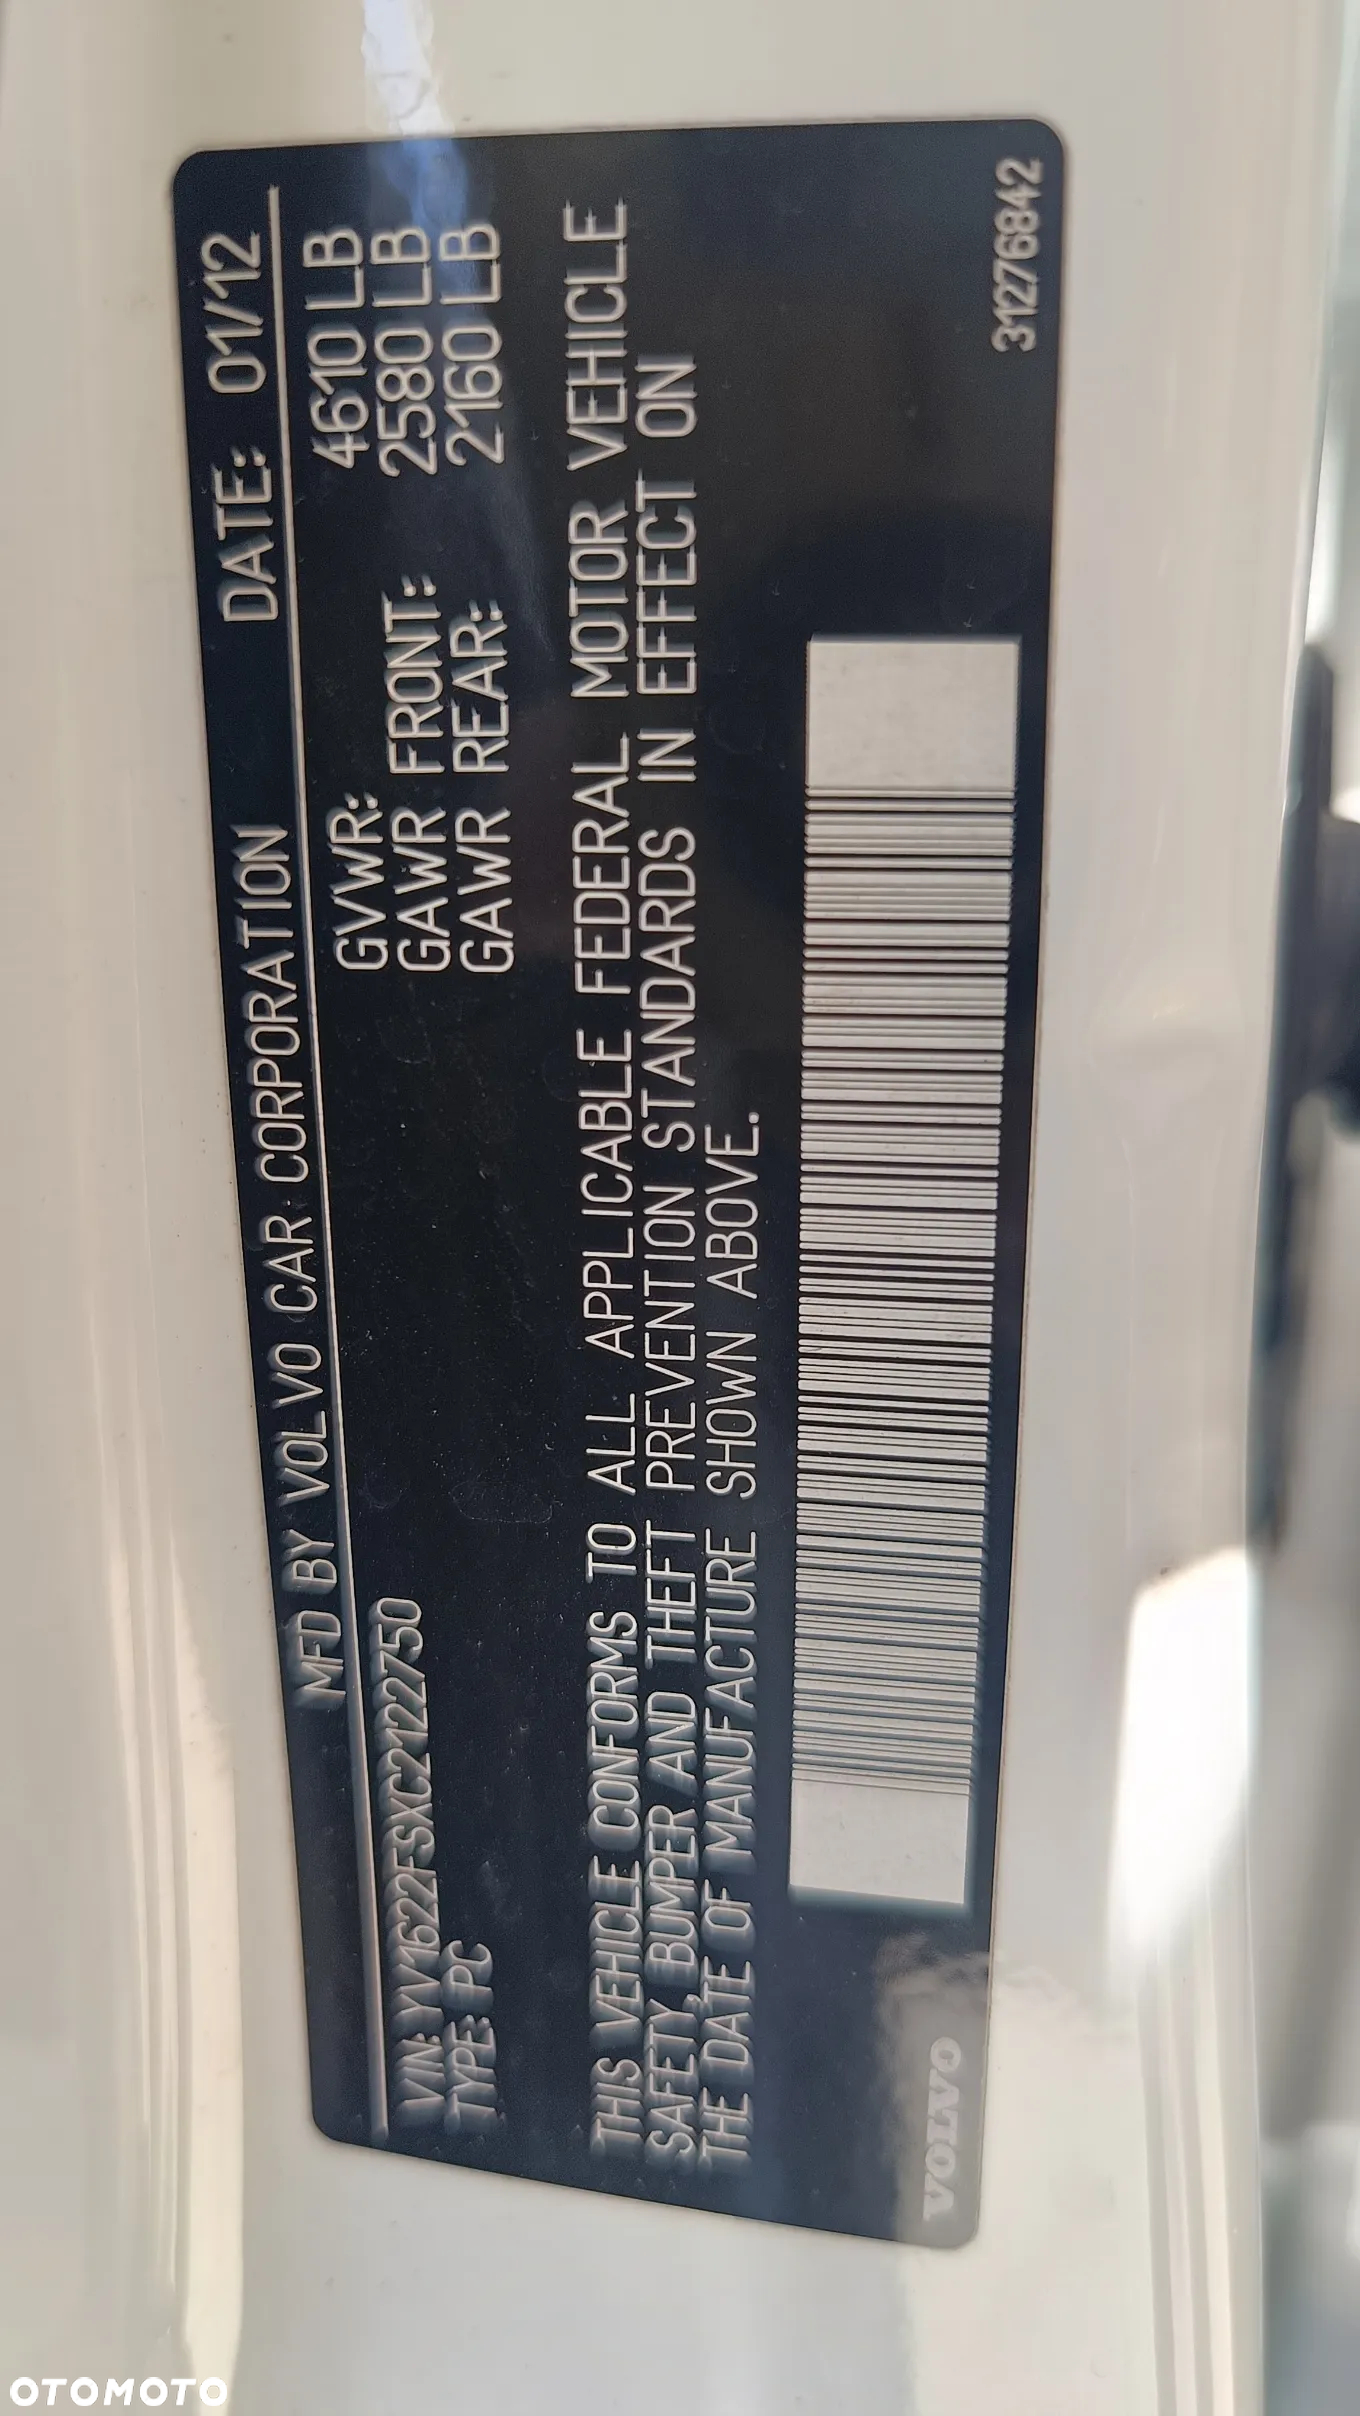 MFD BY VOLVO CAR CORPORATION DATE: 01/12
VIN: YV1622FSXC2122750 GVWR: 4610 LB
TYPE: PC GAWR FRONT: 2580 LB
GAWR REAR: 2160 LB
THIS VEHICLE CONFORMS TO ALL APPLICABLE FEDERAL MOTOR VEHICLE
SAFETY, BUMPER AND THEFT PREVENTION STANDARDS IN EFFECT ON
THE DATE OF MANUFACTURE SHOWN ABOVE.
VOLVO 31276842
OTOMOTO